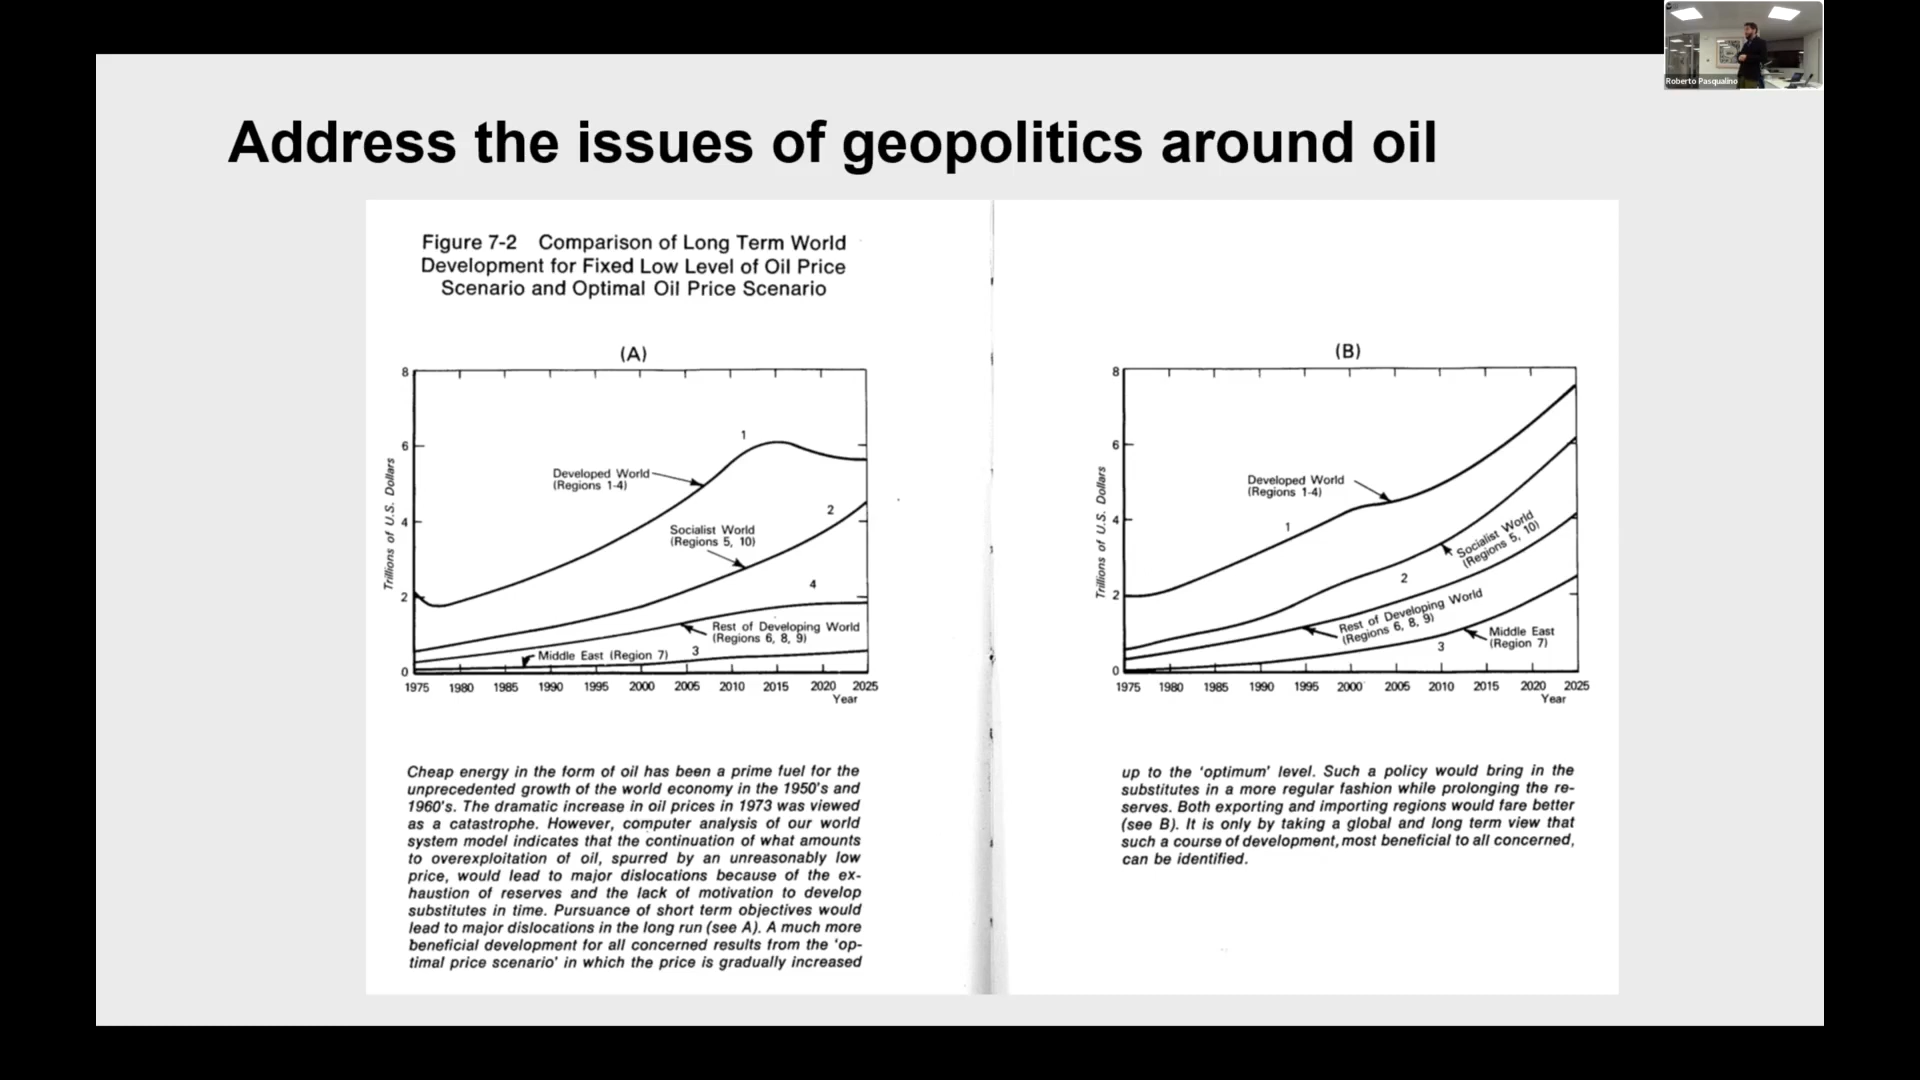 Roberto Pasqualino
Address the issues of geopolitics around oil
Figure 7-2 Comparison of Long Term World
Development for Fixed Low Level of Oil Price
Scenario and Optimal Oil Price Scenario
(A)
8
6
4
2
0
Trillions of U.S. Dollars
1
Developed World
(Regions 1-4)
2
Socialist World
(Regions 5, 10)
4
Rest of Developing World
(Regions 6, 8, 9)
3
Middle East (Region 7)
1975 1980 1985 1990 1995 2000 2005 2010 2015 2020 2025
Year
Cheap energy in the form of oil has been a prime fuel for the
unprecedented growth of the world economy in the 1950's and
1960's. The dramatic increase in oil prices in 1973 was viewed
as a catastrophe. However, computer analysis of our world
system model indicates that the continuation of what amounts
to overexploitation of oil, spurred by an unreasonably low
price, would lead to major dislocations because of the ex-
haustion of reserves and the lack of motivation to develop
substitutes in time. Pursuance of short term objectives would
lead to major dislocations in the long run (see A). A much more
beneficial development for all concerned results from the 'op-
timal price scenario' in which the price is gradually increased
(B)
8
6
4
2
0
Trillions of U.S. Dollars
Developed World
(Regions 1-4)
1
Socialist World
(Regions 5, 10)
2
Rest of Developing World
(Regions 6, 8, 9)
Middle East
(Region 7)
3
1975 1980 1985 1990 1995 2000 2005 2010 2015 2020 2025
Year
up to the 'optimum' level. Such a policy would bring in the
substitutes in a more regular fashion while prolonging the re-
serves. Both exporting and importing regions would fare better
(see B). It is only by taking a global and long term view that
such a course of development, most beneficial to all concerned,
can be identified.